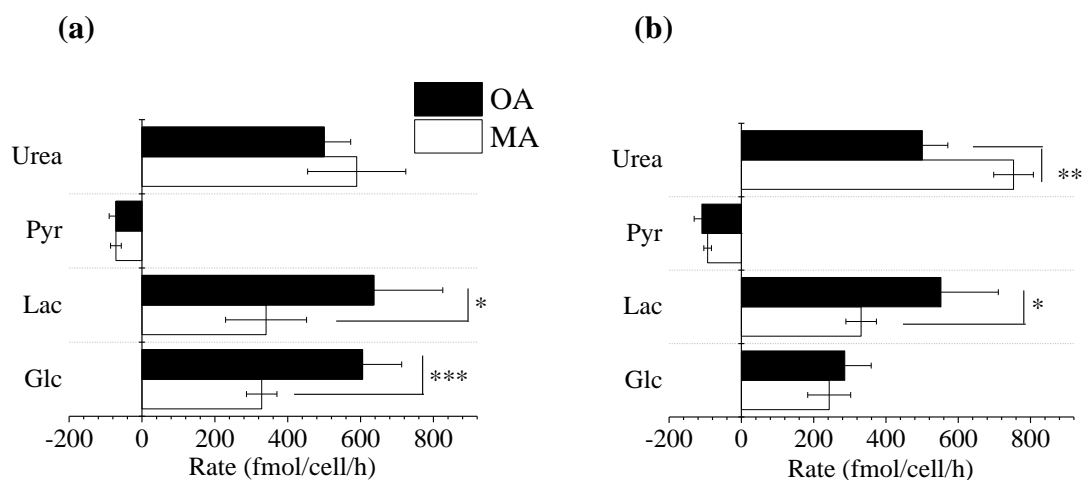 (a)
OA
MA
Urea
Pyr
Lac
*
Glc
***
-200 0 200 400 600 800
Rate (fmol/cell/h)
(b)
Urea
**
Pyr
Lac
*
Glc
-200 0 200 400 600 800
Rate (fmol/cell/h)